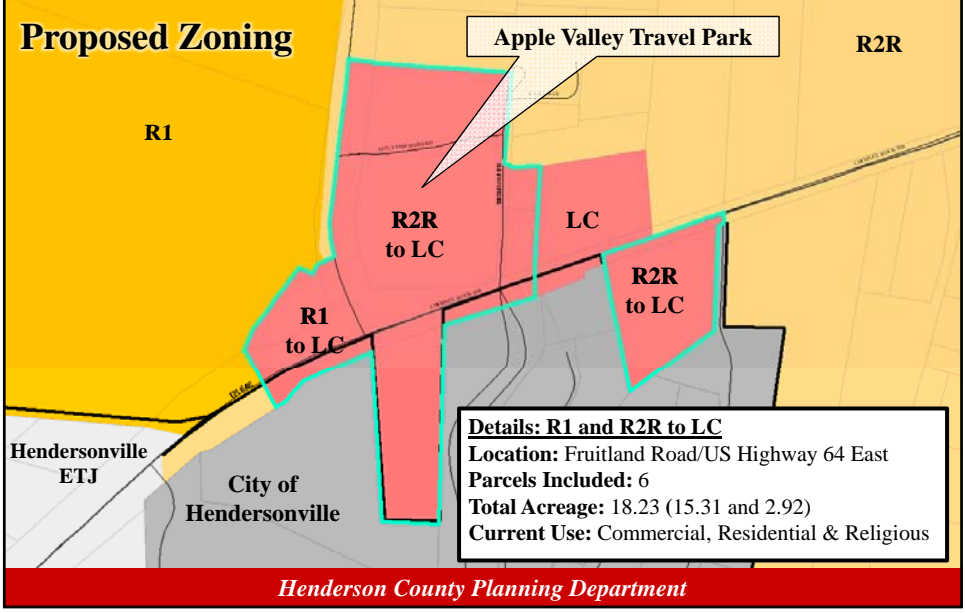 Proposed Zoning
Apple Valley Travel Park
R2R
R1
R2R
to LC
LC
R2R
to LC
R1
to LC
US 64E
Hendersonville
ETJ
City of
Hendersonville
Details: R1 and R2R to LC
Location: Fruitland Road/US Highway 64 East
Parcels Included: 6
Total Acreage: 18.23 (15.31 and 2.92)
Current Use: Commercial, Residential & Religious
Henderson County Planning Department